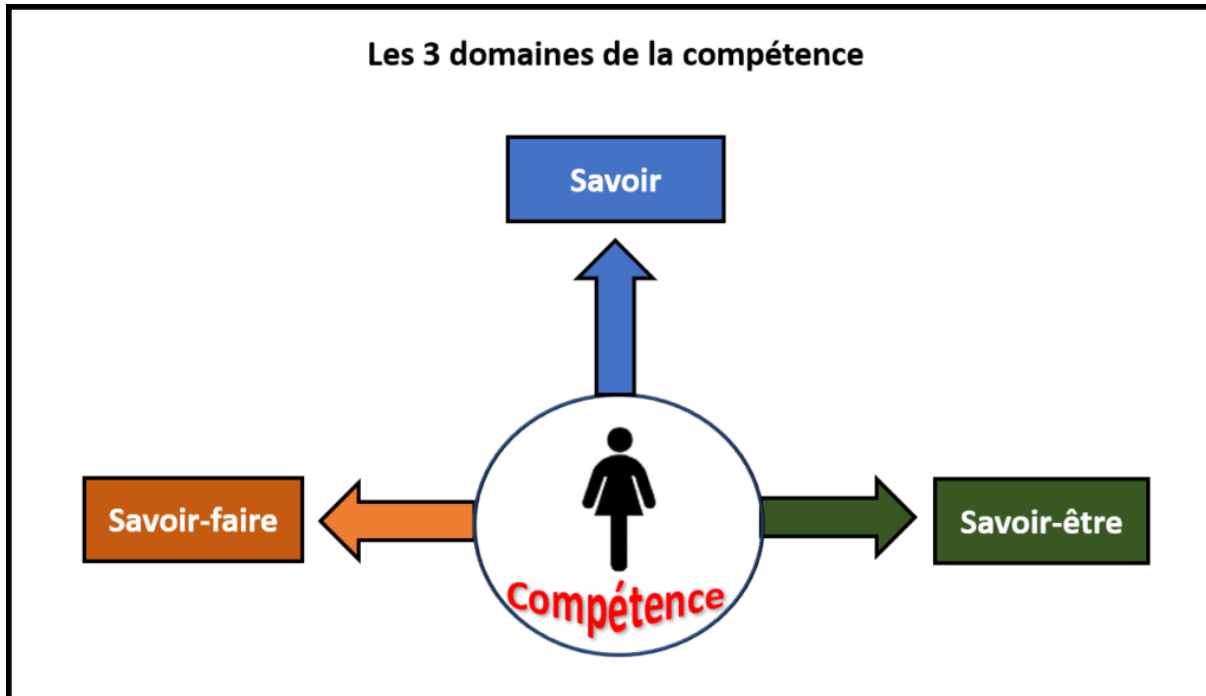 Les 3 domaines de la compétence
Savoir
Savoir-faire
Savoir-être
Compétence